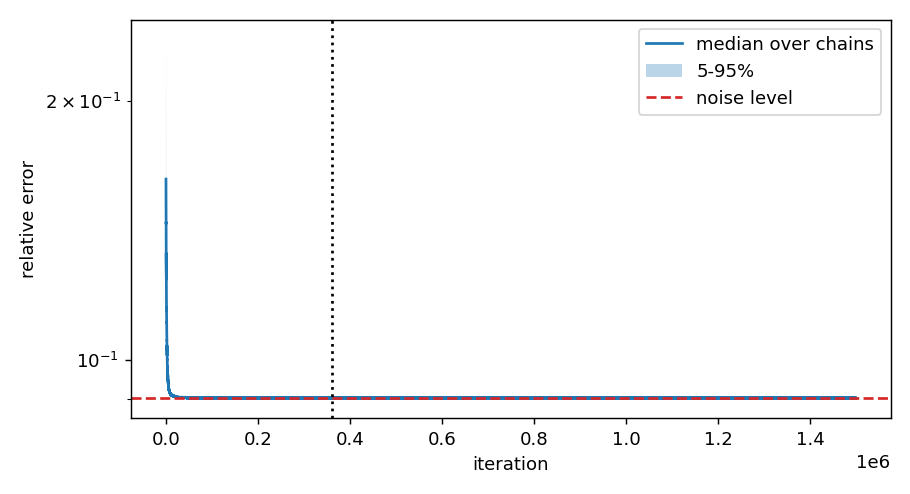 median over chains
5-95%
noise level
2 × 10⁻¹
10⁻¹
relative error
0.0 0.2 0.4 0.6 0.8 1.0 1.2 1.4
1e6
iteration